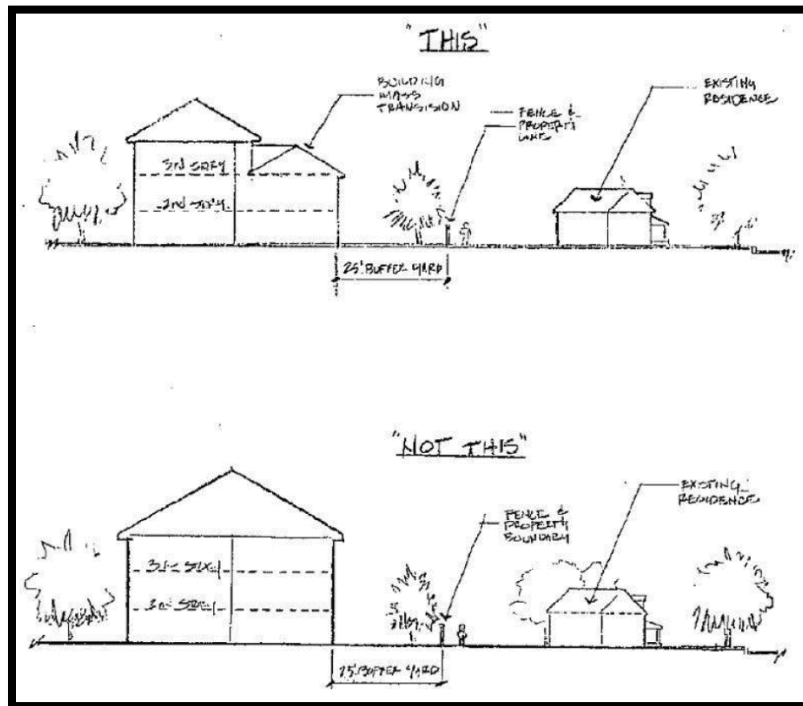 "THIS"
BUILDING
MASS
TRANSISION
FENCE &
PROPERTY
LINE
EXISTING
RESIDENCE
3rd STORY
2nd STORY
25' BUFFER YARD
"NOT THIS"
EXISTING
RESIDENCE
FENCE &
PROPERTY
BOUNDARY
3rd STORY
2nd STORY
25' BUFFER YARD